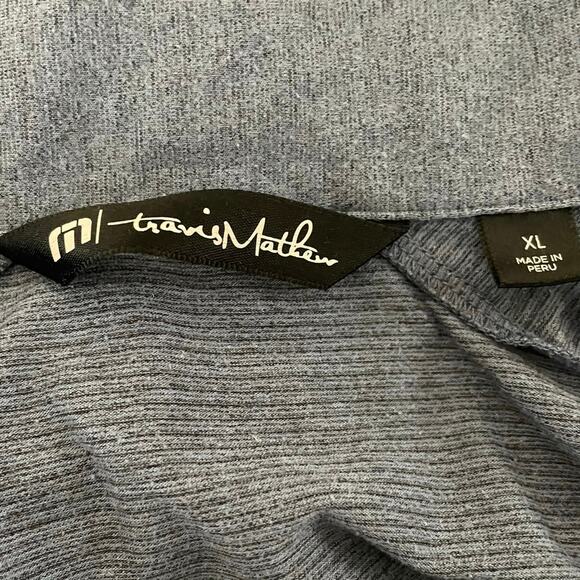 travisMathew
XL
MADE IN
PERU